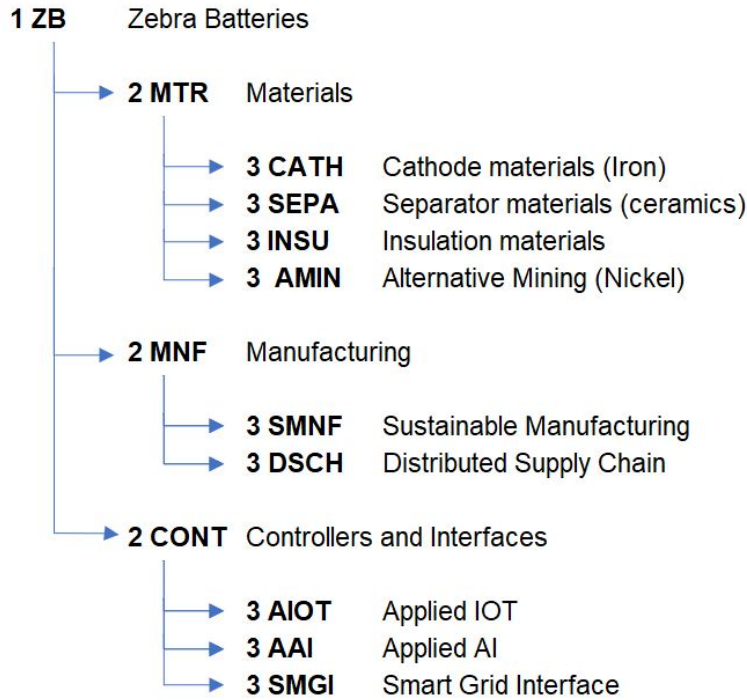 1 ZB Zebra Batteries
2 MTR Materials
3 CATH Cathode materials (Iron)
3 SEPA Separator materials (ceramics)
3 INSU Insulation materials
3 AMIN Alternative Mining (Nickel)
2 MNF Manufacturing
3 SMNF Sustainable Manufacturing
3 DSCH Distributed Supply Chain
2 CONT Controllers and Interfaces
3 AIOT Applied IOT
3 AAI Applied AI
3 SMGI Smart Grid Interface